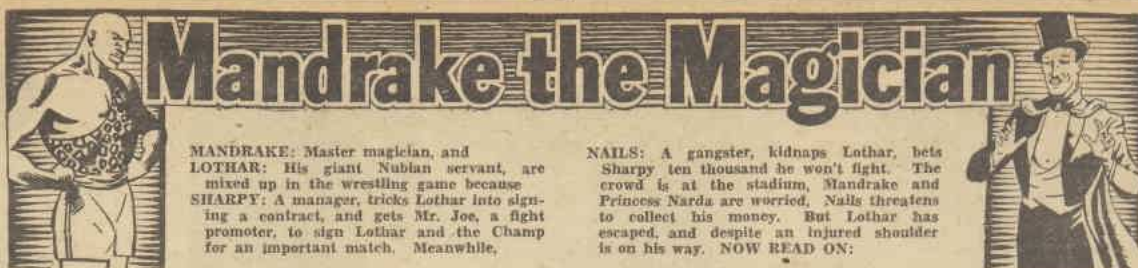 Mandrake the Magician
MANDRAKE: Master magician, and
LOTHAR: His giant Nubian servant, are
mixed up in the wrestling game because
SHARPY: A manager, tricks Lothar into sign-
ing a contract, and gets Mr. Joe, a fight
promoter, to sign Lothar and the Champ
for an important match. Meanwhile,
NAILS: A gangster, kidnaps Lothar, bets
Sharpy ten thousand he won't fight. The
crowd is at the stadium, Mandrake and
Princess Narda are worried, Nails threatens
to collect his money. But Lothar has
escaped, and despite an injured shoulder
is on his way. NOW READ ON: